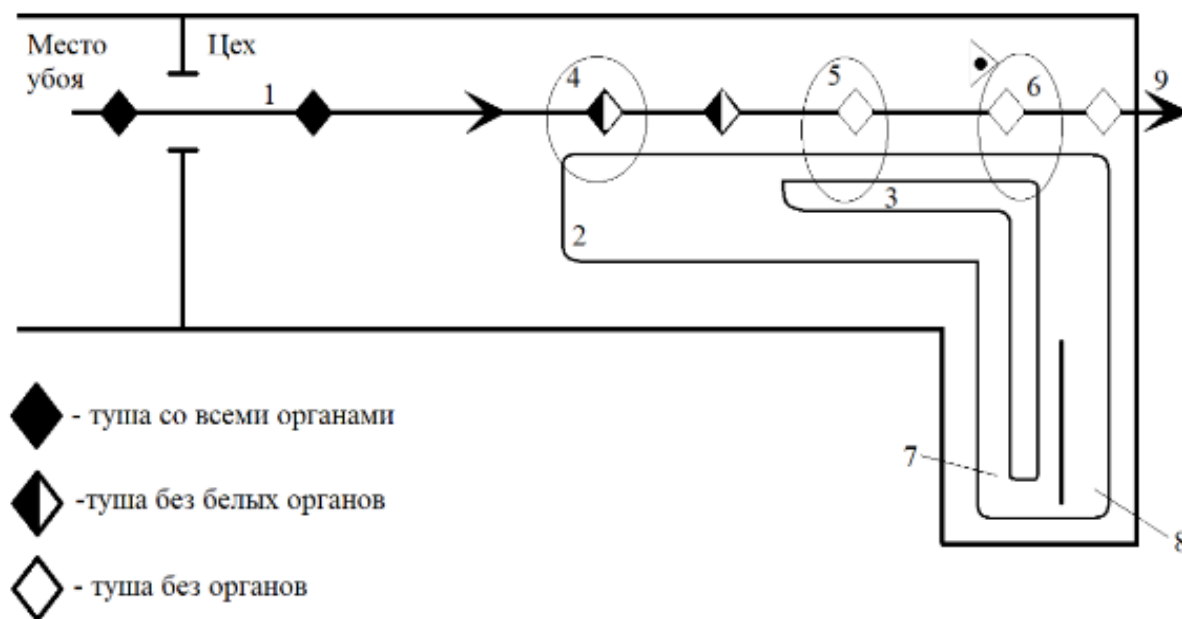 Место
убоя
Цех
1
4
5
6
9
2
3
7
8
- туша со всеми органами
-туша без белых органов
- туша без органов